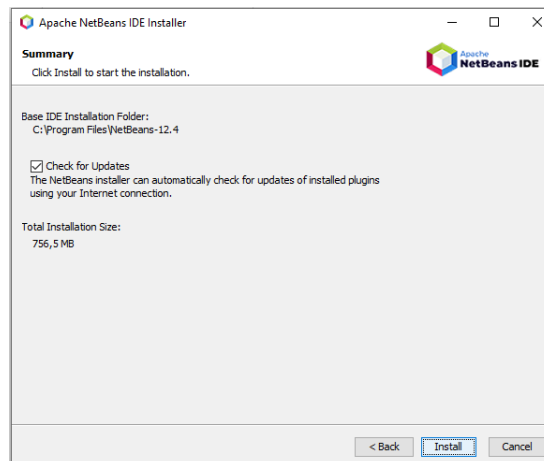 Apache NetBeans IDE Installer
Summary
Click Install to start the installation.
Apache
NetBeans IDE
Base IDE Installation Folder:
C:\Program Files\NetBeans-12.4
Check for Updates
The NetBeans installer can automatically check for updates of installed plugins
using your Internet connection.
Total Installation Size:
756,5 MB
< Back
Install
Cancel